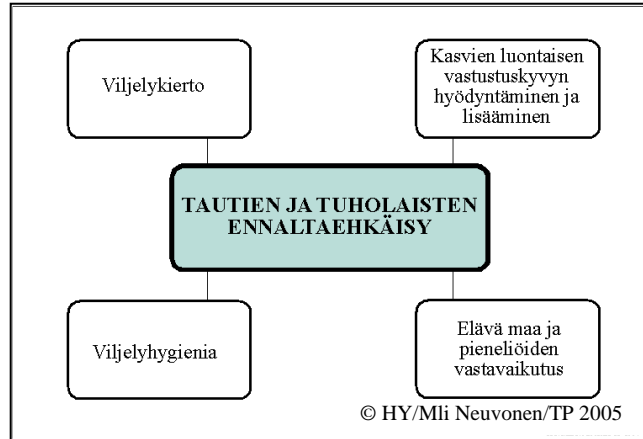 Viljelykierto
Kasvien luontaisen
vastustuskyvyn
hyödyntäminen ja
lisääminen
TAUTIEN JA TUHOLAISTEN
ENNALTAEHKÄISY
Viljelyhygienia
Elävä maa ja
pieneliöiden
vastavaikutus
© HY/Mli Neuvonen/TP 2005